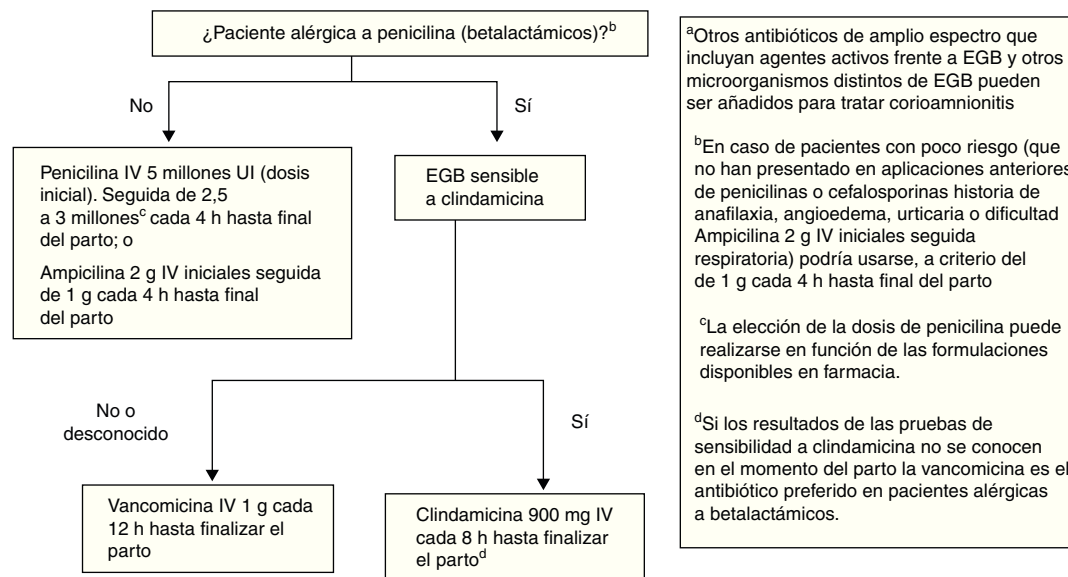 ¿Paciente alérgica a penicilina (betalactámicos)?b
No
Sí
Penicilina IV 5 millones UI (dosis
inicial). Seguida de 2,5
a 3 millonesc cada 4 h hasta final
del parto; o
Ampicilina 2 g IV iniciales seguida
de 1 g cada 4 h hasta final
del parto
EGB sensible
a clindamicina
No o
desconocido
Sí
Vancomicina IV 1 g cada
12 h hasta finalizar el
parto
Clindamicina 900 mg IV
cada 8 h hasta finalizar
el partod
aOtros antibióticos de amplio espectro que
incluyan agentes activos frente a EGB y otros
microorganismos distintos de EGB pueden
ser añadidos para tratar corioamnionitis
bEn caso de pacientes con poco riesgo (que
no han presentado en aplicaciones anteriores
de penicilinas o cefalosporinas historia de
anafilaxia, angioedema, urticaria o dificultad
Ampicilina 2 g IV iniciales seguida
respiratoria) podría usarse, a criterio del
de 1 g cada 4 h hasta final del parto
cLa elección de la dosis de penicilina puede
realizarse en función de las formulaciones
disponibles en farmacia.
dSi los resultados de las pruebas de
sensibilidad a clindamicina no se conocen
en el momento del parto la vancomicina es el
antibiótico preferido en pacientes alérgicas
a betalactámicos.